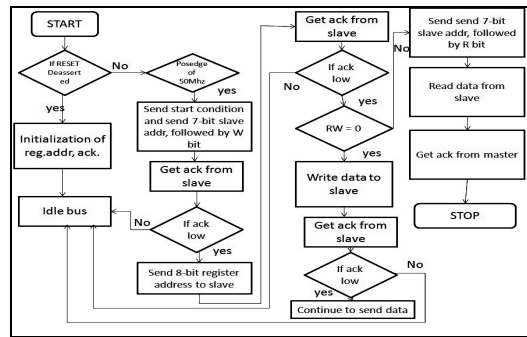 START
If RESET
Deassert
ed
No
Posedge
of
50Mhz
yes
yes
Initialization of
reg.addr, ack.
Send start condition
and send 7-bit slave
addr, followed by W
bit
Get ack from
slave
Idle bus
No
If ack
low
yes
Send 8-bit register
address to slave
Get ack from
slave
If ack
low
No
yes
RW = 0
No
yes
Write data to
slave
Get ack from
slave
If ack
low
No
yes
Continue to send data
Send send 7-bit
slave addr, followed
by R bit
Read data from
slave
Get ack from master
STOP